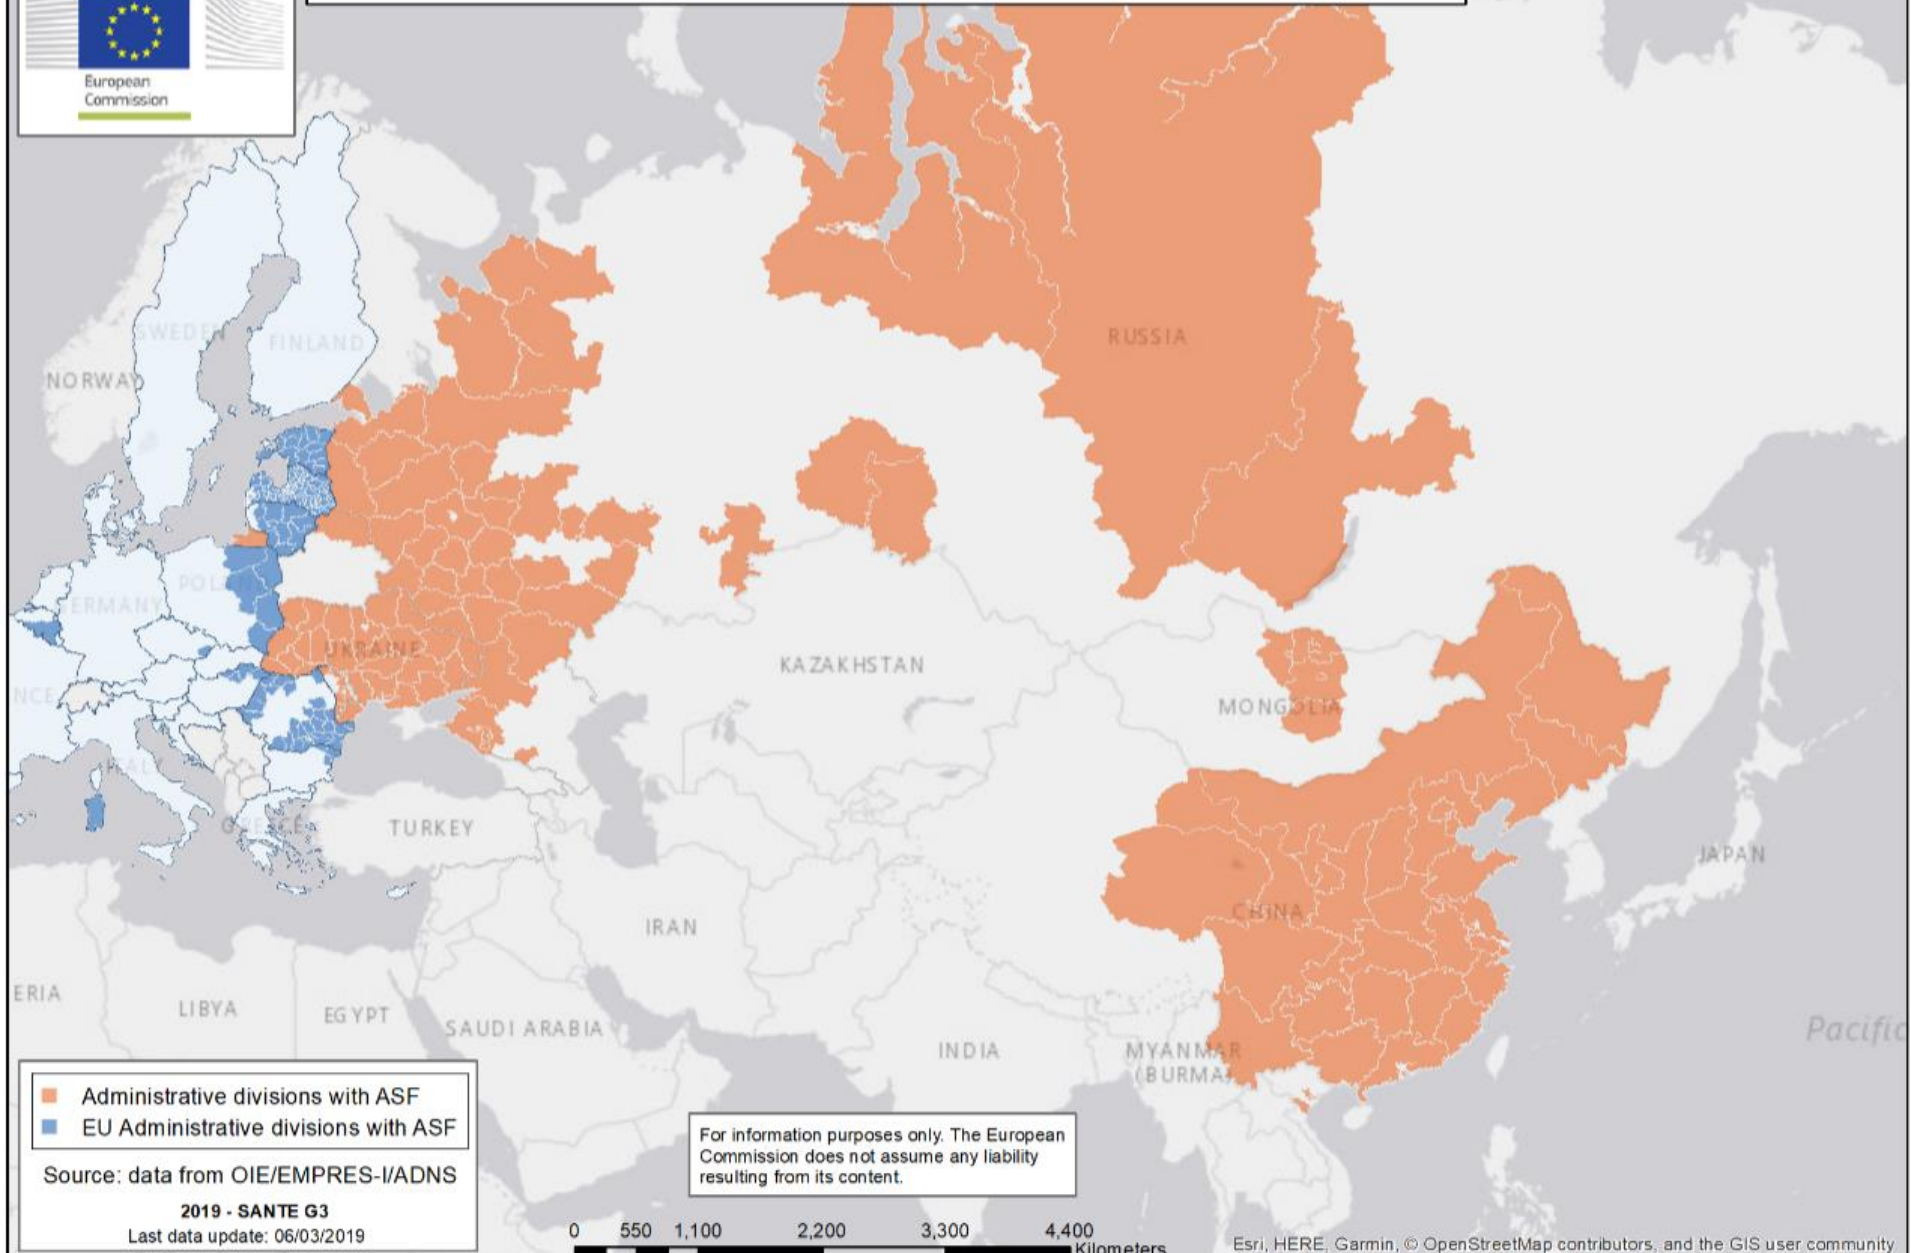 European
Commission
SWEDEN
FINLAND
NORWAY
RUSSIA
POLAND
GERMANY
UKRAINE
KAZAKHSTAN
MONGOLIA
NCE
ITALY
GREECE
TURKEY
JAPAN
IRAN
CHINA
ERIA
LIBYA
EGYPT
SAUDI ARABIA
INDIA
MYANMAR
(BURMA)
Pacific
Administrative divisions with ASF
EU Administrative divisions with ASF
Source: data from OIE/EMPRES-I/ADNS
2019 - SANTE G3
Last data update: 06/03/2019
For information purposes only. The European
Commission does not assume any liability
resulting from its content.
0 550 1,100 2,200 3,300 4,400
Kilometers
Esri, HERE, Garmin, © OpenStreetMap contributors, and the GIS user community